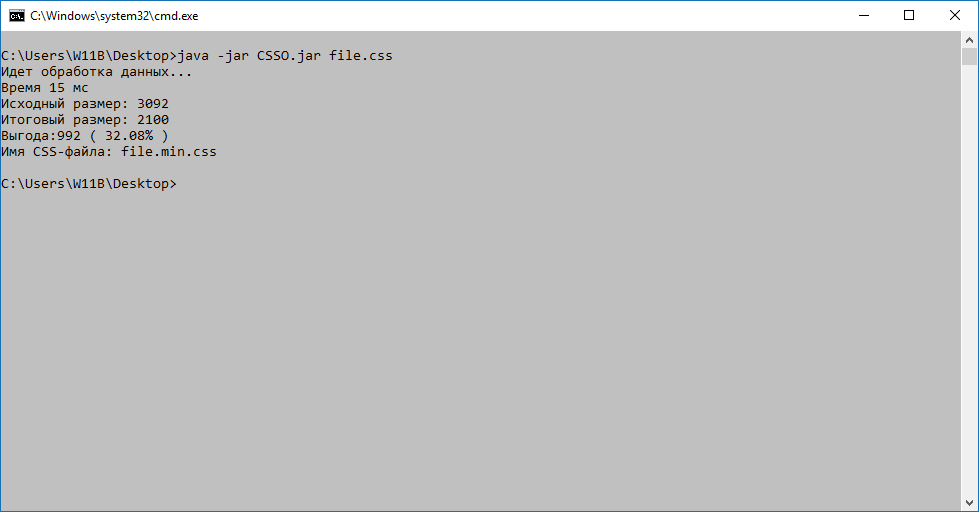 C:\Windows\system32\cmd.exe
C:\Users\W11B\Desktop>java -jar CSSO.jar file.css
Идет обработка данных...
Время 15 мс
Исходный размер: 3092
Итоговый размер: 2100
Выгода:992 ( 32.08% )
Имя CSS-файла: file.min.css
C:\Users\W11B\Desktop>